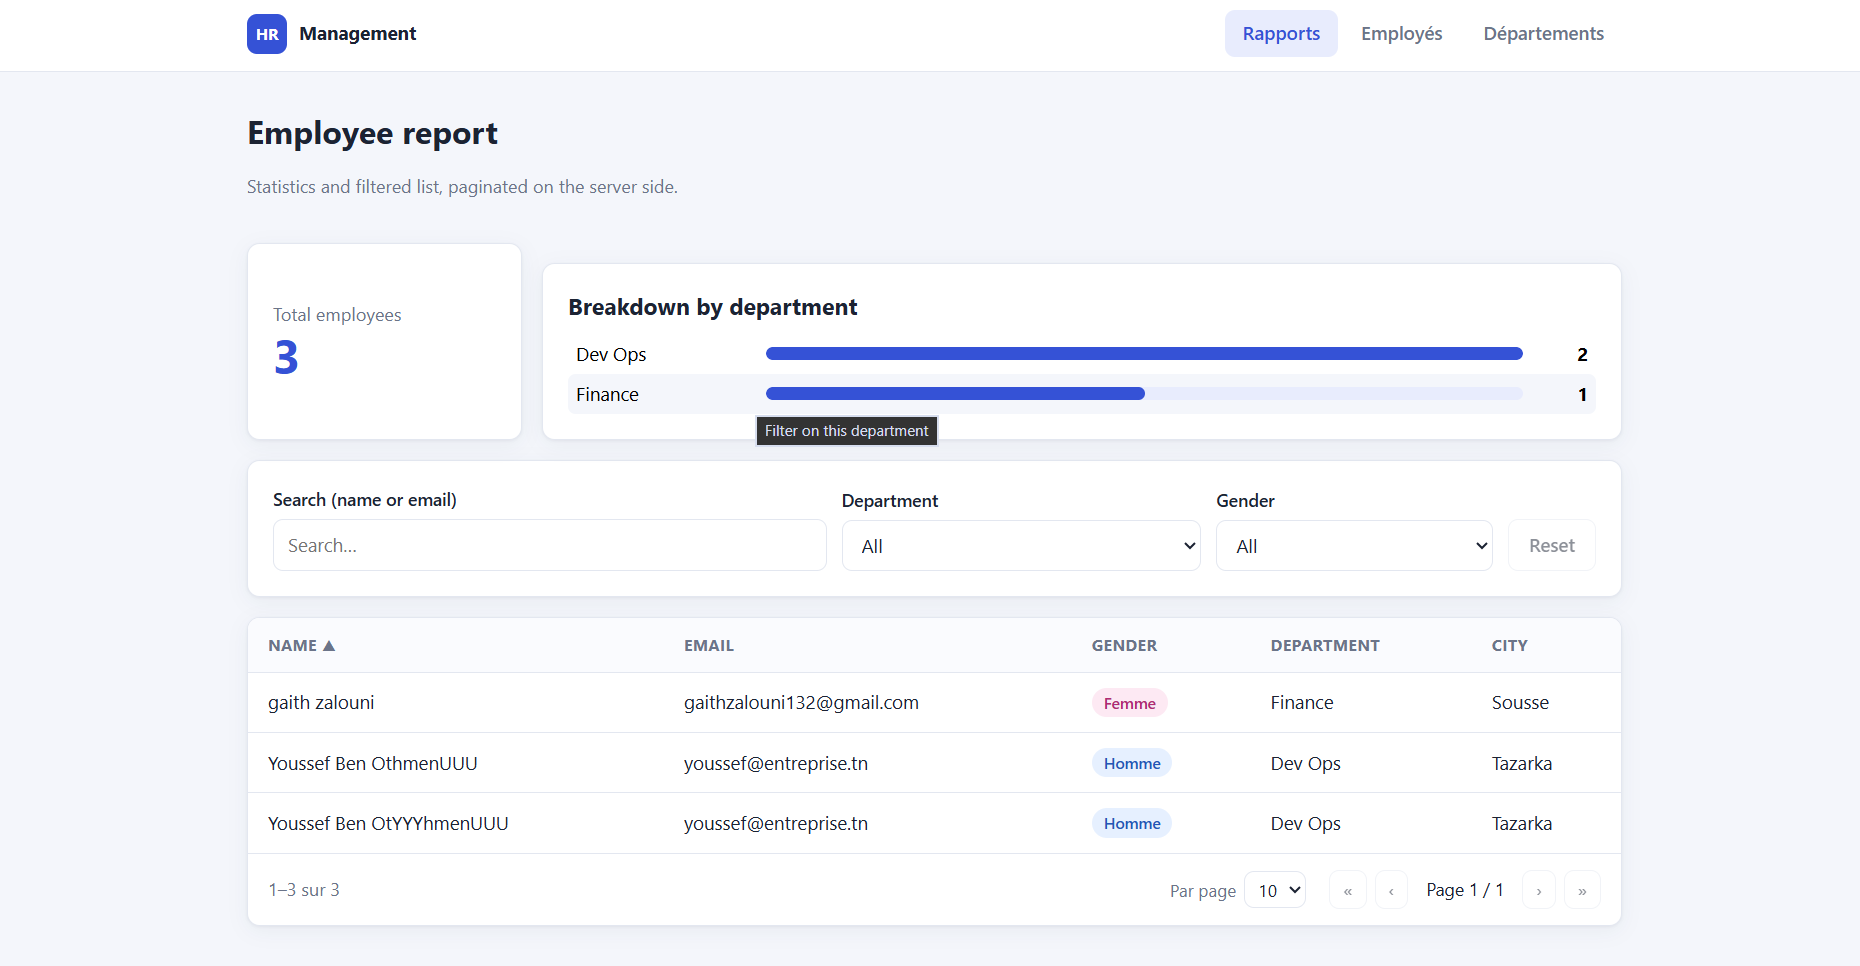 HR Management Rapports Employés Départements
Employee report
Statistics and filtered list, paginated on the server side.
Total employees
3
Breakdown by department
Dev Ops 2
Finance 1
Filter on this department
Search (name or email) Department Gender
Search... All All Reset
NAME ▲ EMAIL GENDER DEPARTMENT CITY
gaith zalouni gaithzalouni132@gmail.com Femme Finance Sousse
Youssef Ben OthmenUUU youssef@entreprise.tn Homme Dev Ops Tazarka
Youssef Ben OtYYYhmenUUU youssef@entreprise.tn Homme Dev Ops Tazarka
1–3 sur 3 Par page 10 « ‹ Page 1 / 1 › »